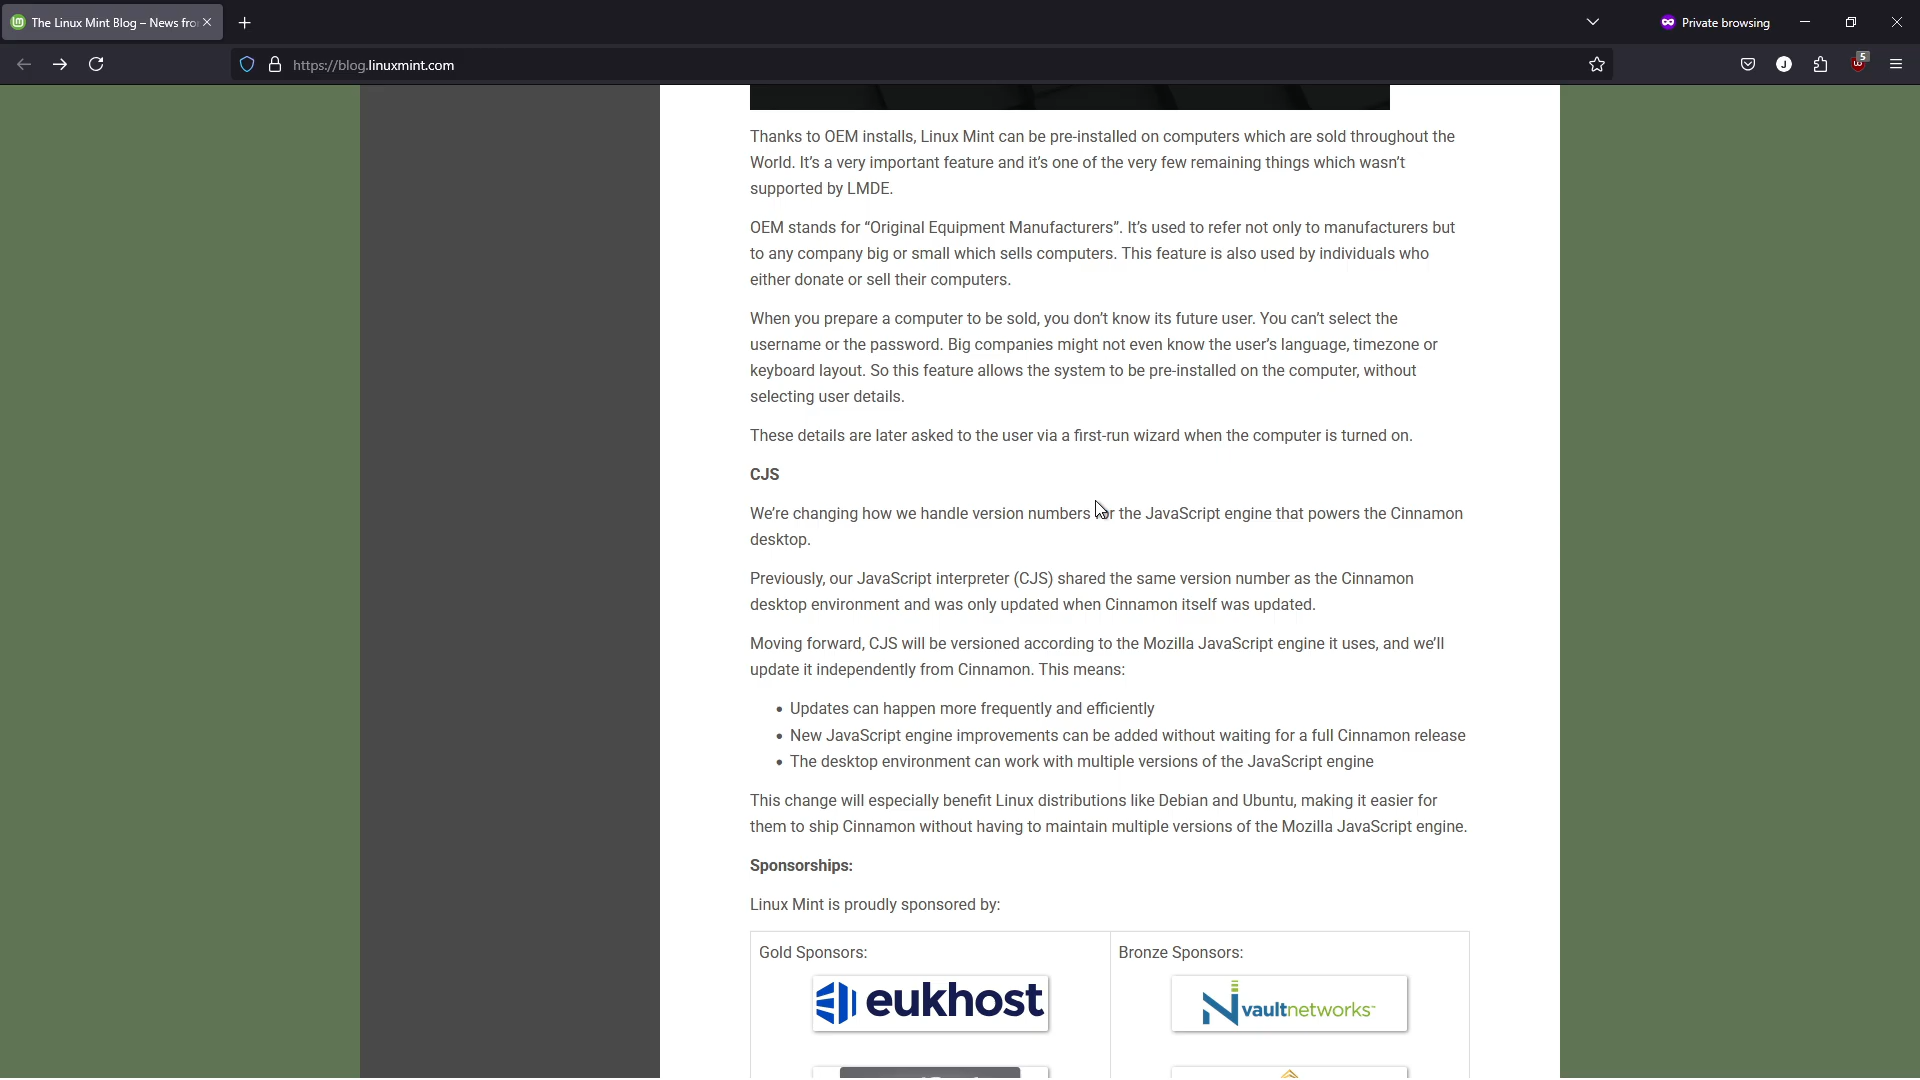 The Linux Mint Blog – News fro
Private browsing
https://blog.linuxmint.com
J
5
Thanks to OEM installs, Linux Mint can be pre-installed on computers which are sold throughout the
World. It’s a very important feature and it’s one of the very few remaining things which wasn’t
supported by LMDE.
OEM stands for “Original Equipment Manufacturers”. It’s used to refer not only to manufacturers but
to any company big or small which sells computers. This feature is also used by individuals who
either donate or sell their computers.
When you prepare a computer to be sold, you don’t know its future user. You can’t select the
username or the password. Big companies might not even know the user’s language, timezone or
keyboard layout. So this feature allows the system to be pre-installed on the computer, without
selecting user details.
These details are later asked to the user via a first-run wizard when the computer is turned on.
CJS
We’re changing how we handle version numbers for the JavaScript engine that powers the Cinnamon
desktop.
Previously, our JavaScript interpreter (CJS) shared the same version number as the Cinnamon
desktop environment and was only updated when Cinnamon itself was updated.
Moving forward, CJS will be versioned according to the Mozilla JavaScript engine it uses, and we’ll
update it independently from Cinnamon. This means:
• Updates can happen more frequently and efficiently
• New JavaScript engine improvements can be added without waiting for a full Cinnamon release
• The desktop environment can work with multiple versions of the JavaScript engine
This change will especially benefit Linux distributions like Debian and Ubuntu, making it easier for
them to ship Cinnamon without having to maintain multiple versions of the Mozilla JavaScript engine.
Sponsorships:
Linux Mint is proudly sponsored by:
Gold Sponsors:
Bronze Sponsors:
eukhost
vaultnetworks